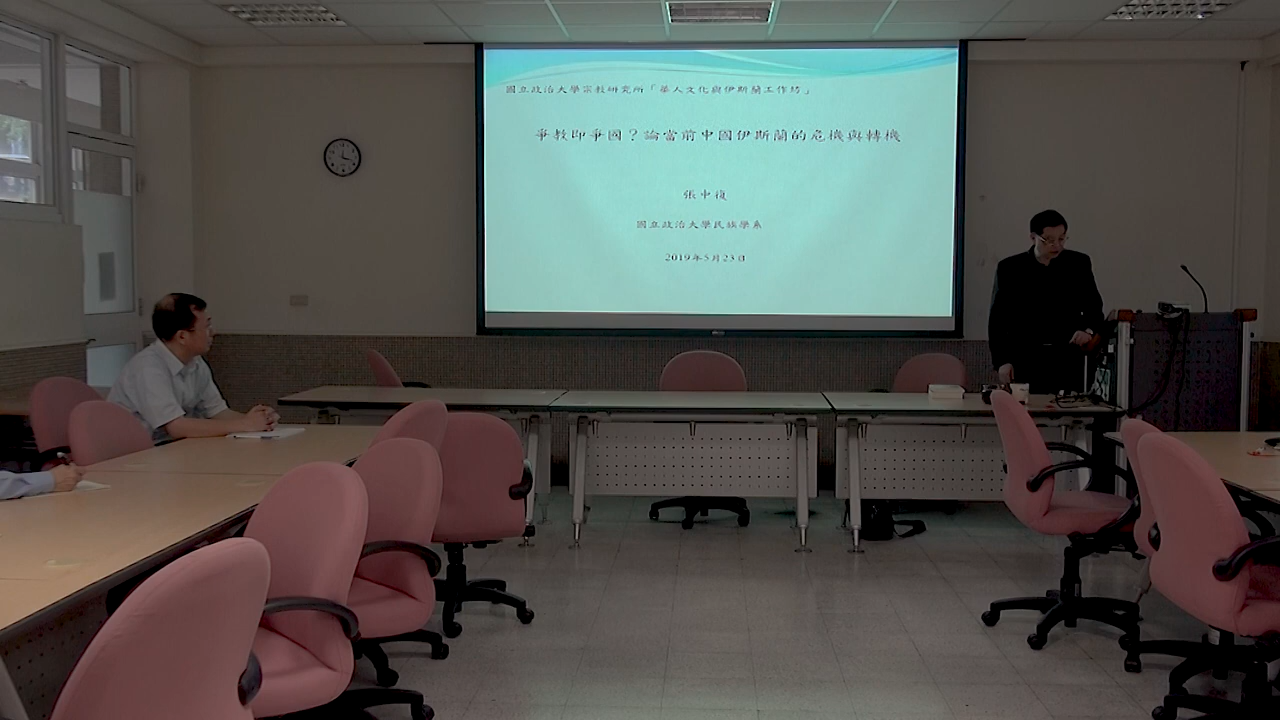 國立政治大學宗教研究所「華人文化與伊斯蘭工作坊」
爭教即爭國？論當前中國伊斯蘭的危機與轉機
張中復
國立政治大學民族學系
2019年5月23日